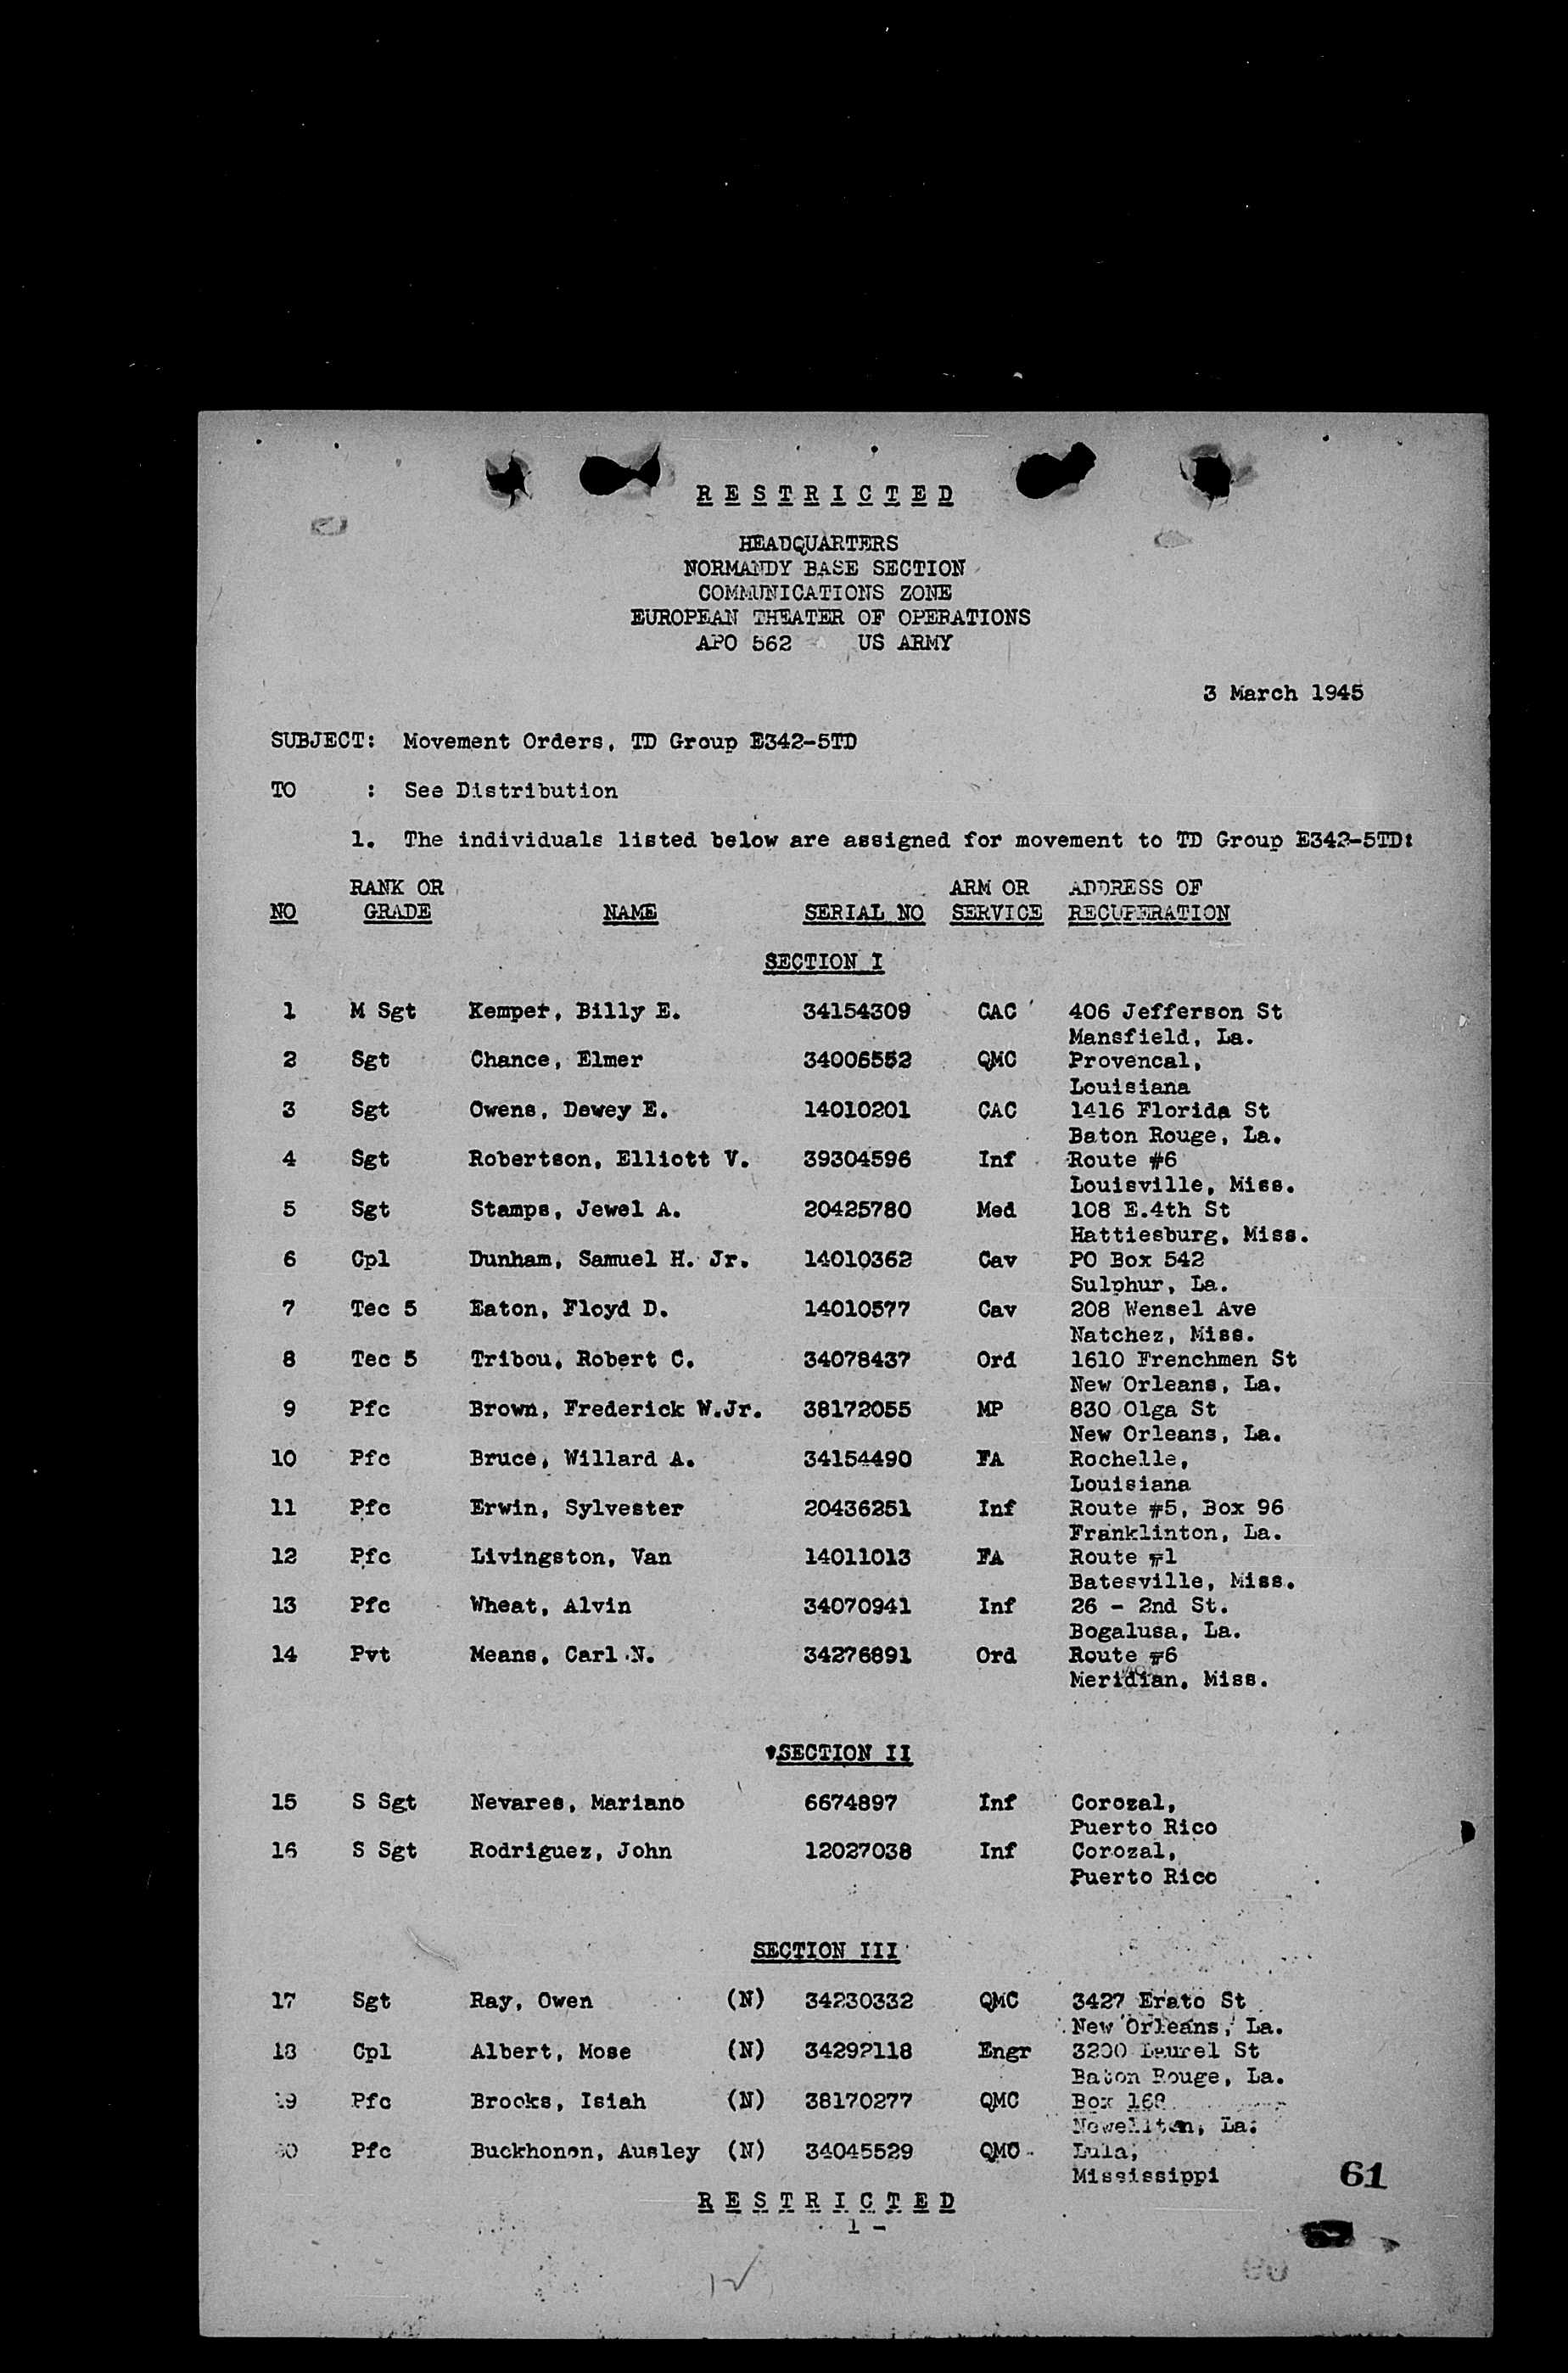 RESTRICTED
HEADQUARTERS
NORMANDY BASE SECTION
COMMUNICATIONS ZONE
EUROPEAN THEATER OF OPERATIONS
APO 562 US ARMY
3 March 1945
SUBJECT: Movement Orders, TD Group E342-5TD
TO : See Distribution
1. The individuals listed below are assigned for movement to TD Group E342-5TD:
RANK OR ARM OR ADDRESS OF
NO GRADE NAME SERIAL NO SERVICE RECUPERATION
SECTION I
1 M Sgt Kemper, Billy E. 34154309 CAC 406 Jefferson St
Mansfield, La.
2 Sgt Chance, Elmer 34006552 QMC Provencal,
Louisiana
3 Sgt Owens, Dewey E. 14010201 CAC 1416 Florida St
Baton Rouge, La.
4 Sgt Robertson, Elliott V. 39304596 Inf Route #6
Louisville, Miss.
5 Sgt Stamps, Jewel A. 20425780 Med 108 E.4th St
Hattiesburg, Miss.
6 Cpl Dunham, Samuel H. Jr. 14010362 Cav PO Box 542
Sulphur, La.
7 Tec 5 Eaton, Floyd D. 14010577 Cav 208 Wensel Ave
Natchez, Miss.
8 Tec 5 Tribou, Robert C. 34078437 Ord 1610 Frenchmen St
New Orleans, La.
9 Pfc Brown, Frederick W.Jr. 38172055 MP 830 Olga St
New Orleans, La.
10 Pfc Bruce, Willard A. 34154490 FA Rochelle,
Louisiana
11 Pfc Erwin, Sylvester 20436251 Inf Route #5, Box 96
Franklinton, La.
12 Pfc Livingston, Van 14011013 FA Route #1
Batesville, Miss.
13 Pfc Wheat, Alvin 34070941 Inf 26 - 2nd St.
Bogalusa, La.
14 Pvt Means, Carl N. 34276891 Ord Route #6
Meridian, Miss.
SECTION II
15 S Sgt Nevares, Mariano 6674897 Inf Corozal,
Puerto Rico
16 S Sgt Rodriguez, John 12027038 Inf Corozal,
Puerto Rico
SECTION III
17 Sgt Ray, Owen (N) 34230332 QMC 3427 Erato St
New Orleans, La.
18 Cpl Albert, Mose (N) 34292118 Engr 3200 Laurel St
Baton Rouge, La.
19 Pfc Brooks, Isiah (N) 38170277 QMC Box 168
Newellton, La.
Pfc Buckhonon, Ausley (N) 34045529 QMC Lula,
Mississippi
61
RESTRICTED
1 -